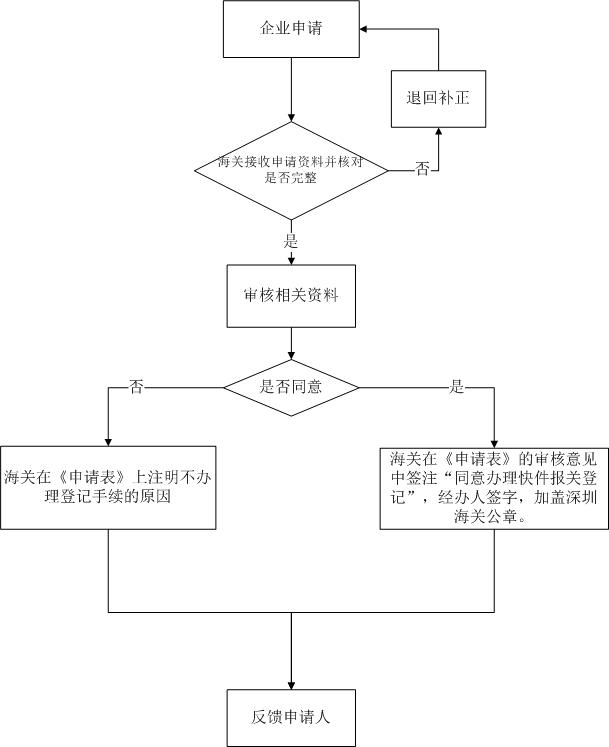 企业申请
退回补正
海关接收申请资料并核对
是否完整
否
是
审核相关资料
否
是否同意
是
海关在《申请表》上注明不办
理登记手续的原因
海关在《申请表》的审核意见
中签注“同意办理快件报关登
记”，经办人签字，加盖深圳
海关公章。
反馈申请人